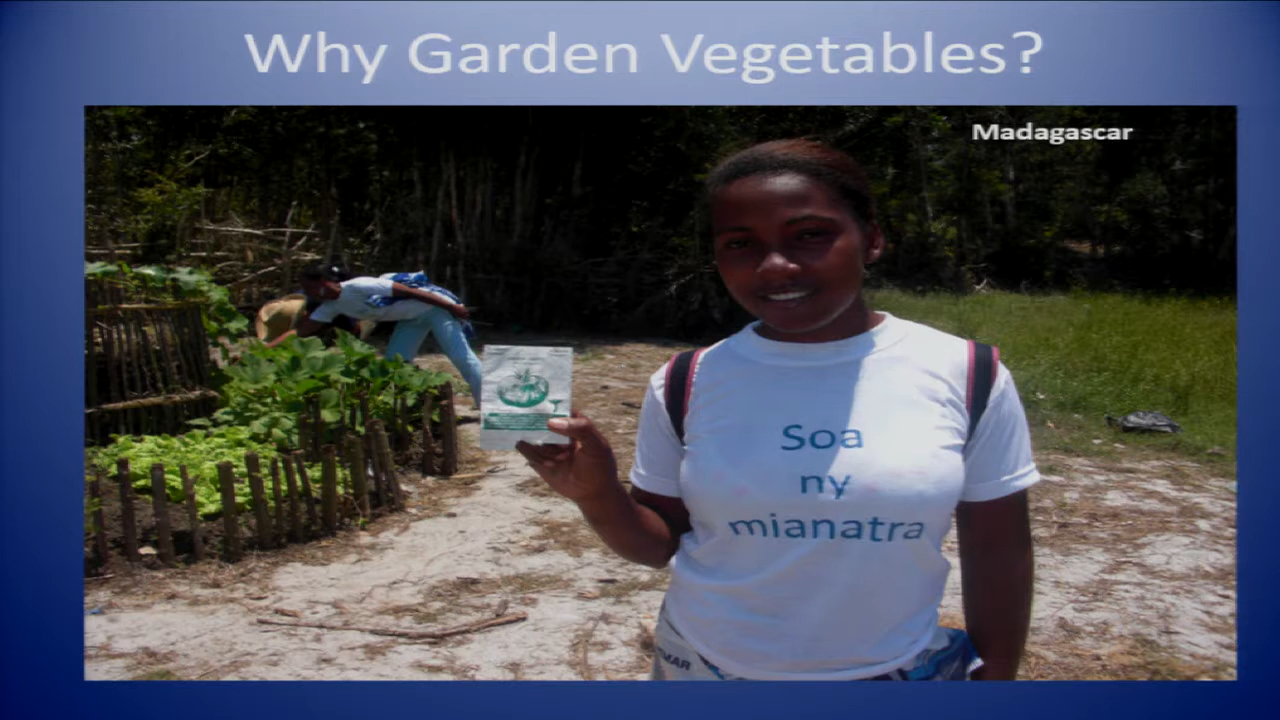 Why Garden Vegetables?
Madagascar
Soa
ny
mianatra